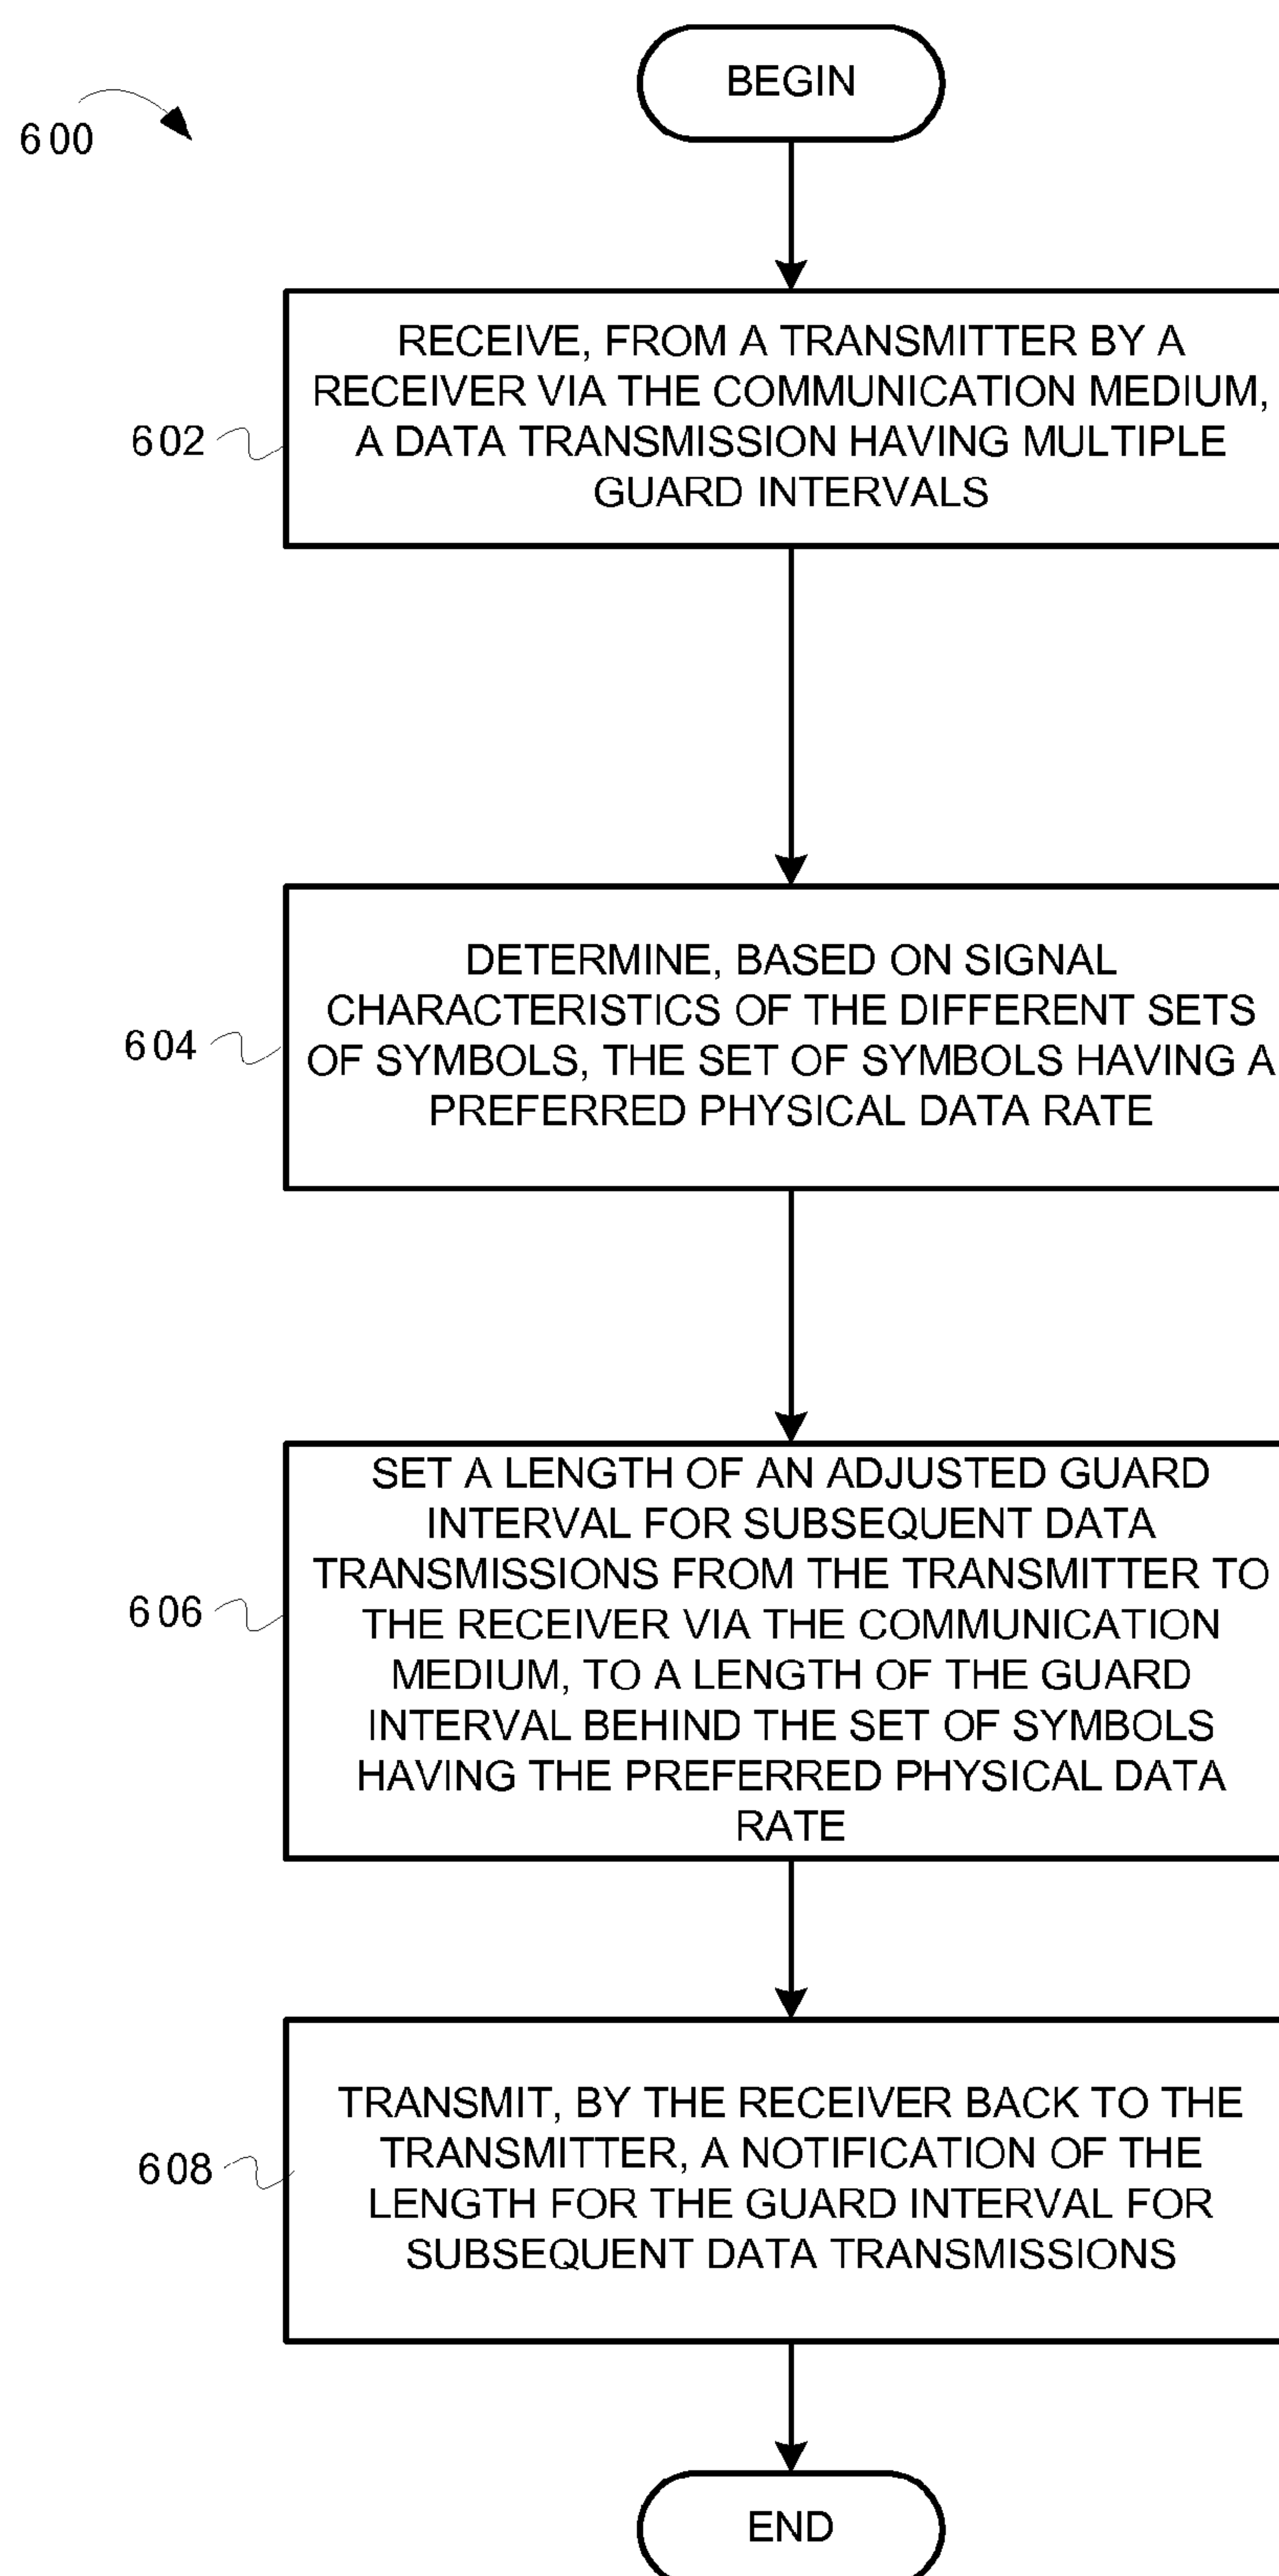 BEGIN
600
RECEIVE, FROM A TRANSMITTER BY A
RECEIVER VIA THE COMMUNICATION MEDIUM,
A DATA TRANSMISSION HAVING MULTIPLE
GUARD INTERVALS
602
DETERMINE, BASED ON SIGNAL
CHARACTERISTICS OF THE DIFFERENT SETS
OF SYMBOLS, THE SET OF SYMBOLS HAVING A
PREFERRED PHYSICAL DATA RATE
604
SET A LENGTH OF AN ADJUSTED GUARD
INTERVAL FOR SUBSEQUENT DATA
TRANSMISSIONS FROM THE TRANSMITTER TO
THE RECEIVER VIA THE COMMUNICATION
MEDIUM, TO A LENGTH OF THE GUARD
INTERVAL BEHIND THE SET OF SYMBOLS
HAVING THE PREFERRED PHYSICAL DATA
RATE
606
TRANSMIT, BY THE RECEIVER BACK TO THE
TRANSMITTER, A NOTIFICATION OF THE
LENGTH FOR THE GUARD INTERVAL FOR
SUBSEQUENT DATA TRANSMISSIONS
608
END